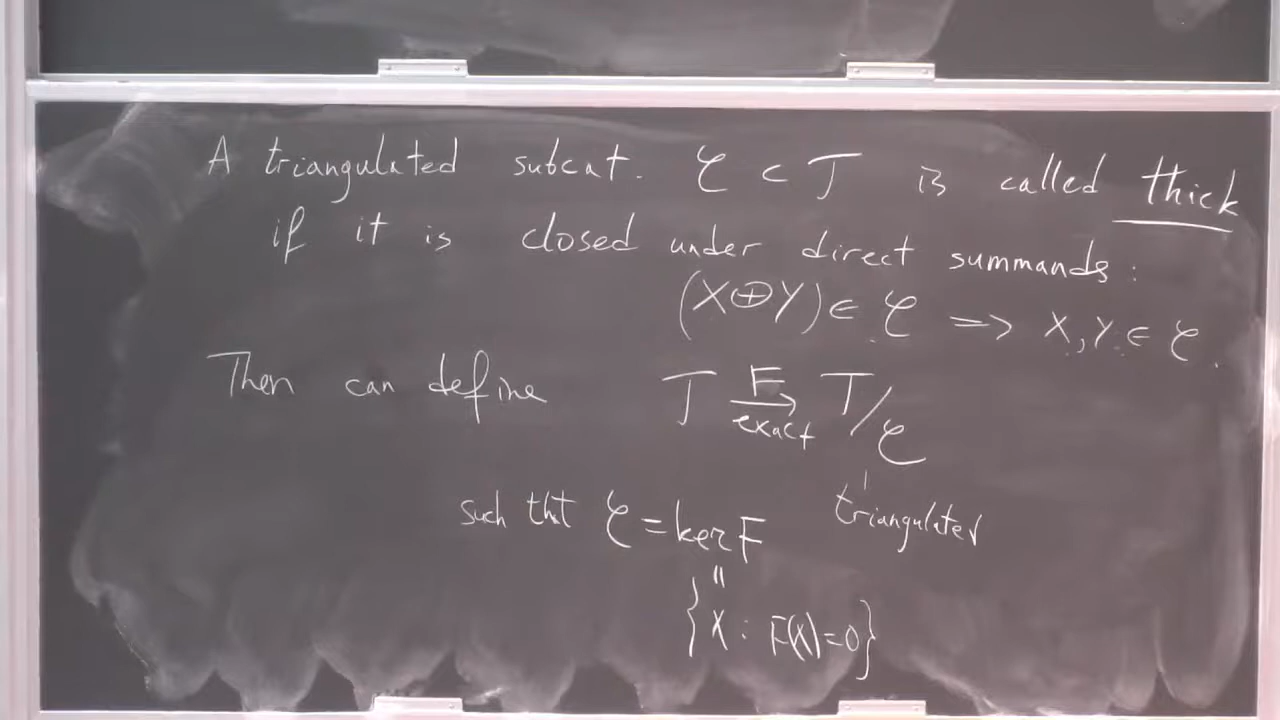 A triangulated subcat. 𝒞 ⊂ T is called thick
if it is closed under direct summands:
(X⊕Y) ∈ 𝒞 => X, Y ∈ 𝒞.
Then can define T F→ exact T/𝒞
such tht 𝒞 = ker F triangulated
"
{X : F(X)=0}